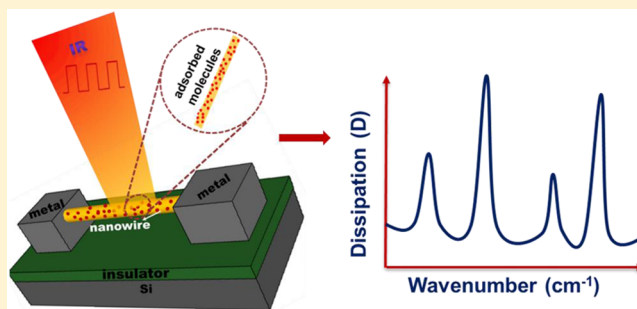 IR
adsorbed
molecules
metal
metal
nanowire
insulator
Si
Dissipation (D)
Wavenumber (cm⁻¹)